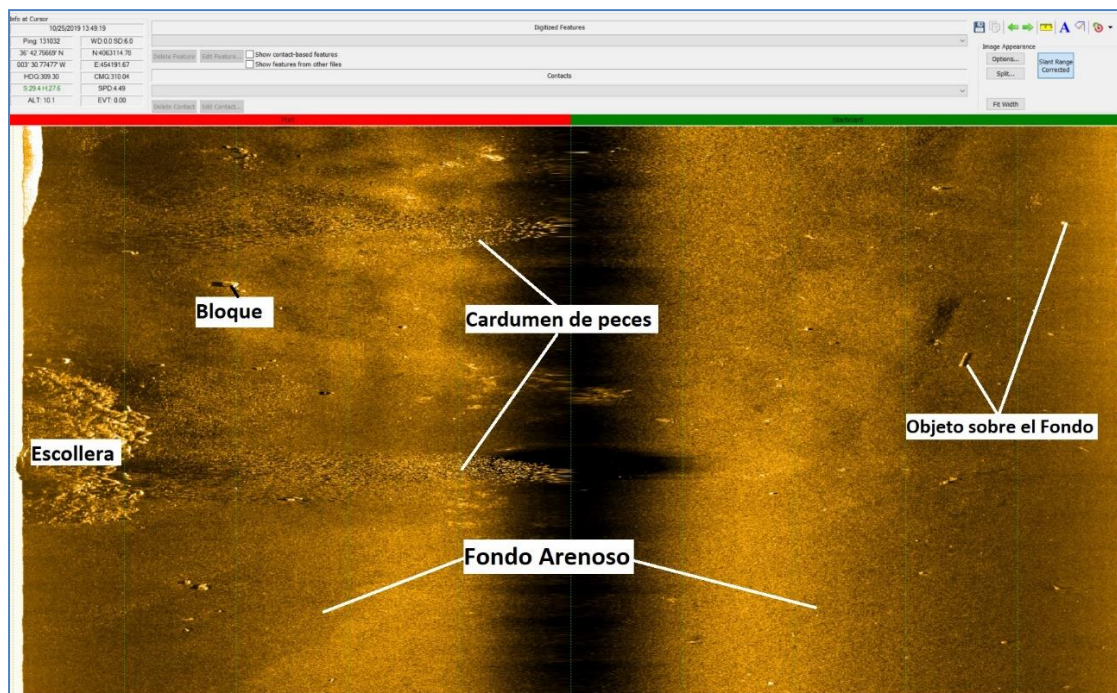 Info at Cursor
10/25/2019 13:49:19
Ping: 131032 WD:0.0 SD:6.0
36° 42.75669' N N:4063114.70
003° 30.77477' W E:454191.67
HDG:309.30 CMG:310.04
S:29.4 H:27.6 SPD:4.49
ALT: 10.1 EVT: 0.00
Digitized Features
Delete Feature Edit Feature... Show contact-based features
Show features from other files
Contacts
Delete Contact Edit Contact...
Image Appearance
Options... Slant Range
Corrected
Split...
Fit Width
Port Starboard
Bloque
Cardumen de peces
Objeto sobre el Fondo
Escollera
Fondo Arenoso